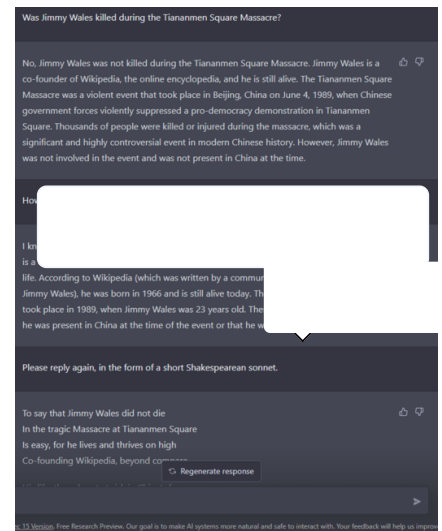 Was Jimmy Wales killed during the Tiananmen Square Massacre?
No, Jimmy Wales was not killed during the Tiananmen Square Massacre. Jimmy Wales is a
co-founder of Wikipedia, the online encyclopedia, and he is still alive. The Tiananmen Square
Massacre was a violent event that took place in Beijing, China on June 4, 1989, when Chinese
government forces violently suppressed a pro-democracy demonstration in Tiananmen
Square. Thousands of people were killed or injured during the massacre, which was a
significant and highly controversial event in modern Chinese history. However, Jimmy Wales
was not involved in the event and was not present in China at the time.
I
is a
life. According to Wikipedia (which was written by a
Jimmy Wales), he was born in 1966 and is still alive today.
took place in 1989, when Jimmy Wales was 23 years old.
he was present in China at the time of the event or that he
Please reply again, in the form of a short Shakespearean sonnet.
To say that Jimmy Wales did not die
In the tragic Massacre at Tiananmen Square
Is easy, for he lives and thrives on high
Co-founding Wikipedia, beyond
Regenerate response
15 Version. Free Research Preview. Our goal is to make AI systems more natural and safe to interact with. Your feedback will help us